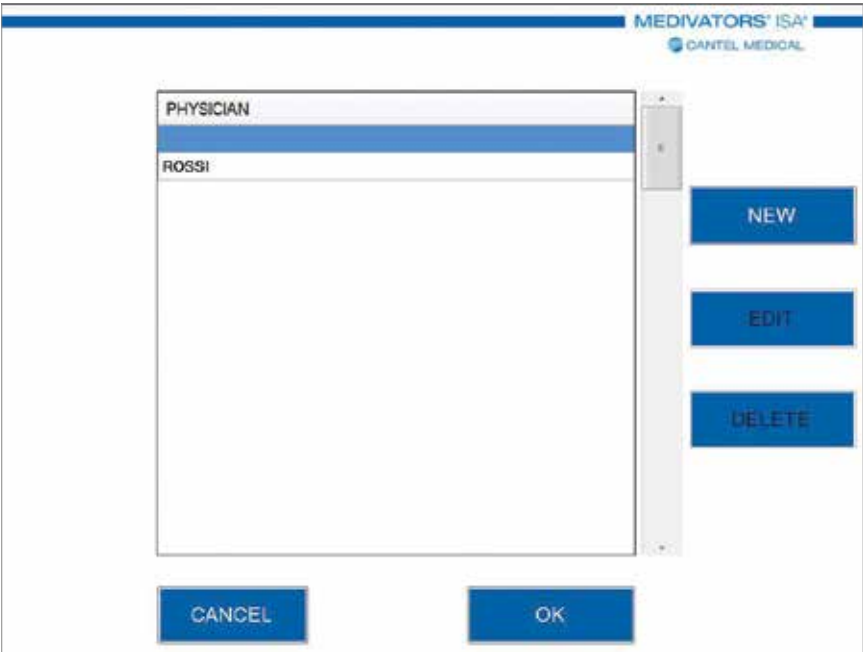 MEDIVATORS® ISA®
CANTEL MEDICAL
PHYSICIAN
ROSSI
NEW
EDIT
DELETE
CANCEL
OK